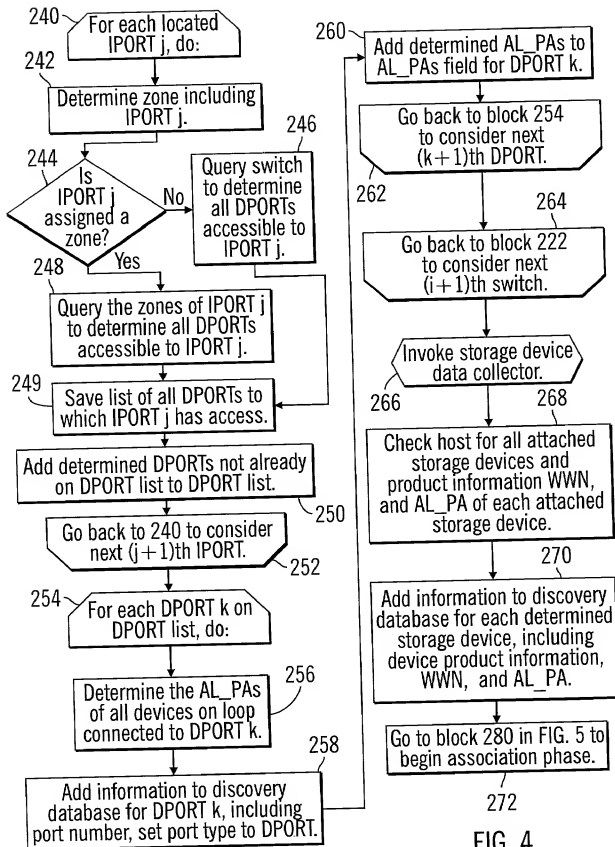 240
For each located
IPORT j, do:
242
Determine zone including
IPORT j.
244
Is
IPORT j
assigned a
zone?
No
Yes
246
Query switch
to determine
all DPORTs
accessible to
IPORT j.
248
Query the zones of IPORT j
to determine all DPORTs
accessible to IPORT j.
249
Save list of all DPORTs to
which IPORT j has access.
Add determined DPORTs not already
on DPORT list to DPORT list.
250
Go back to 240 to consider
next (j+1)th IPORT.
252
254
For each DPORT k on
DPORT list, do:
256
Determine the AL_PAs
of all devices on loop
connected to DPORT k.
258
Add information to discovery
database for DPORT k, including
port number, set port type to DPORT.
260
Add determined AL_PAs to
AL_PAs field for DPORT k.
Go back to block 254
to consider next
(k+1)th DPORT.
262
264
Go back to block 222
to consider next
(i+1)th switch.
Invoke storage device
data collector.
266
268
Check host for all attached
storage devices and
product information WWN,
and AL_PA of each attached
storage device.
270
Add information to discovery
database for each determined
storage device, including
device product information,
WWN, and AL_PA.
Go to block 280 in FIG. 5 to
begin association phase.
272
FIG. 4